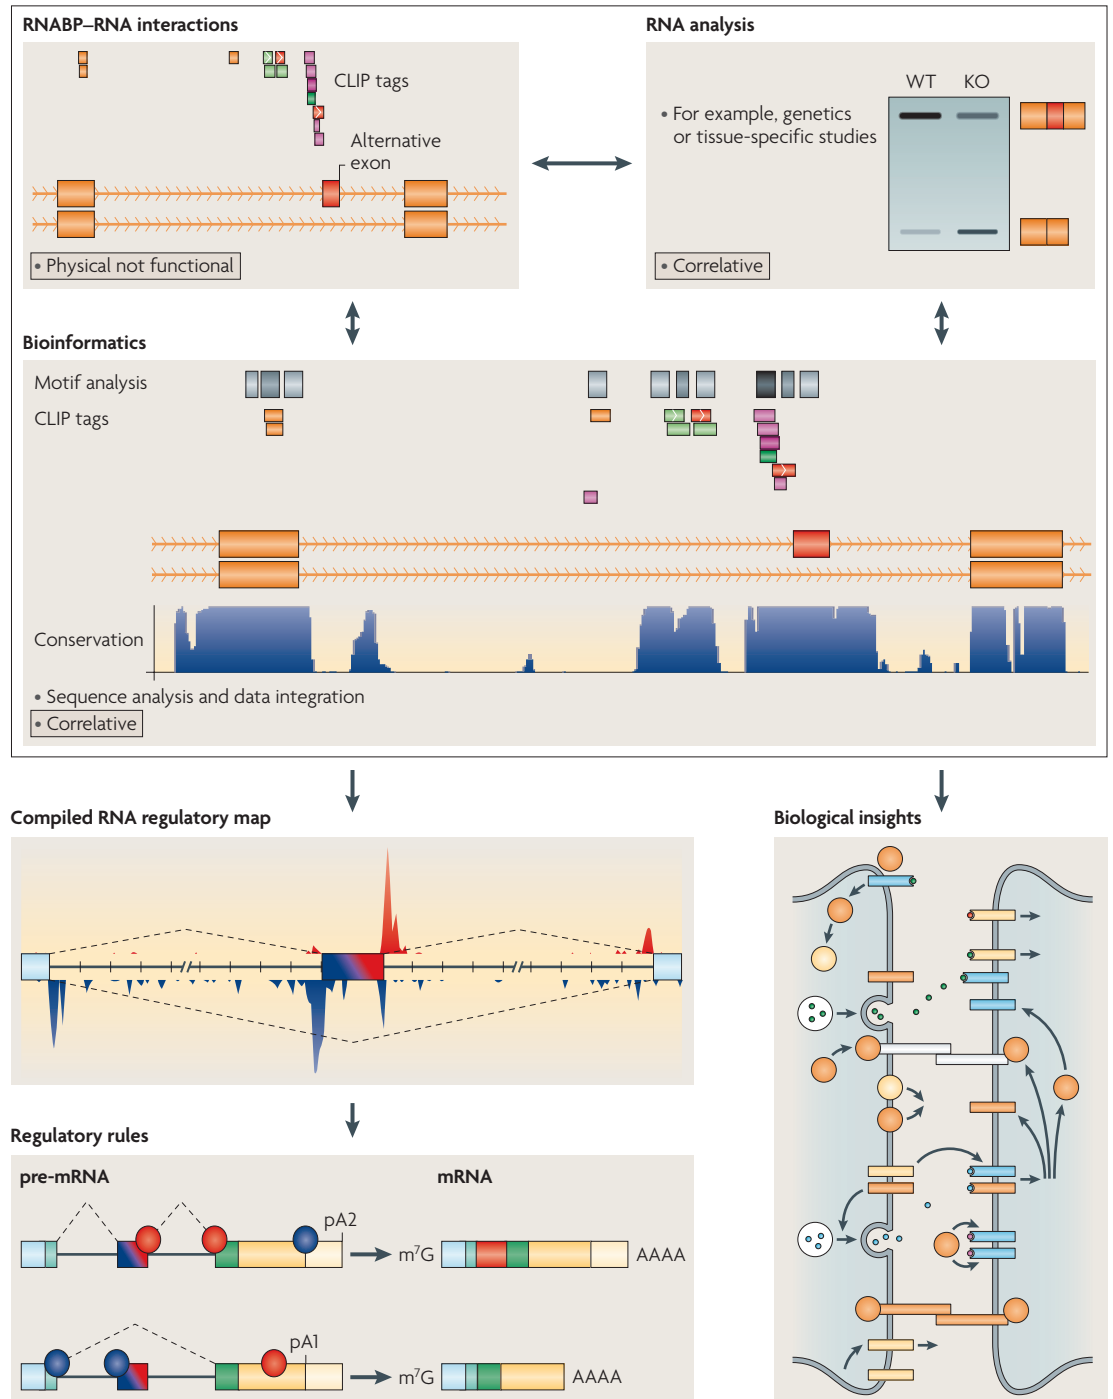 RNABP–RNA interactions
CLIP tags
Alternative
exon
• Physical not functional
RNA analysis
WT KO
• For example, genetics
or tissue-specific studies
• Correlative
Bioinformatics
Motif analysis
CLIP tags
Conservation
• Sequence analysis and data integration
• Correlative
Compiled RNA regulatory map
Biological insights
Regulatory rules
pre-mRNA mRNA
pA2
m⁷G AAAA
pA1
m⁷G AAAA